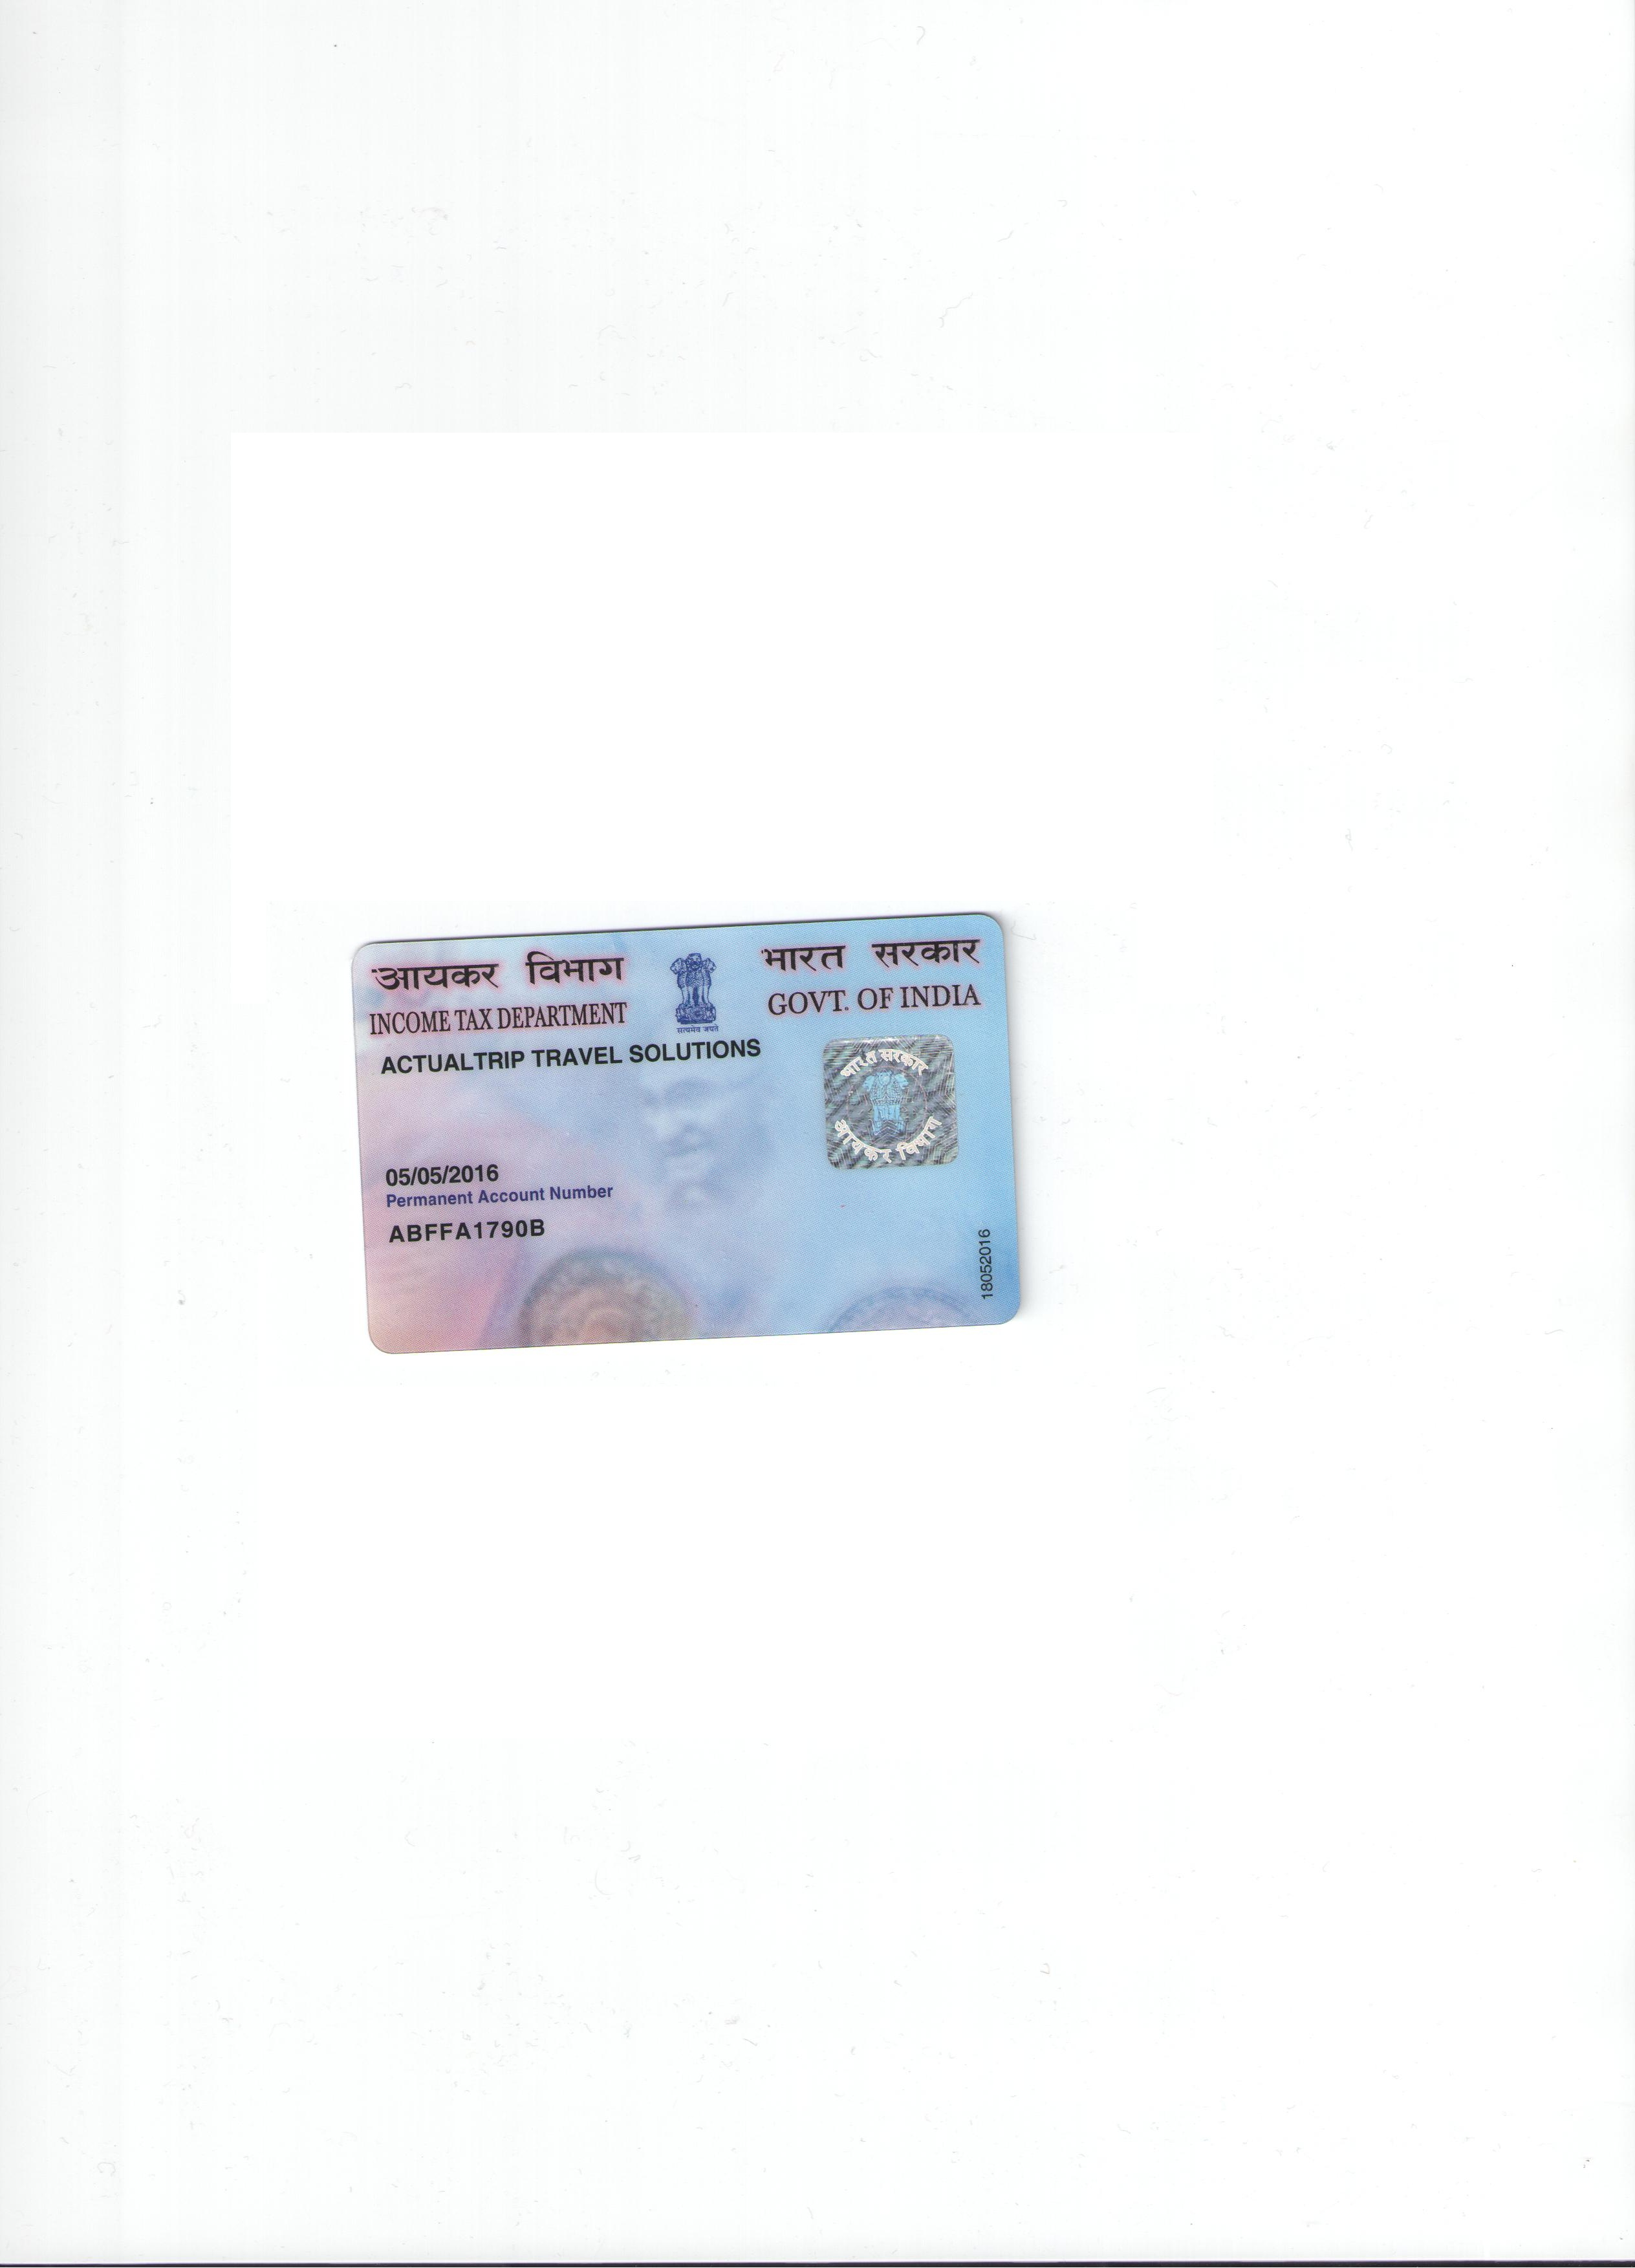 आयकर विभाग
INCOME TAX DEPARTMENT
सत्यमेव जयते
भारत सरकार
GOVT. OF INDIA
ACTUALTRIP TRAVEL SOLUTIONS
भारत सरकार
आयकर विभाग
05/05/2016
Permanent Account Number
ABFFA1790B
18052016